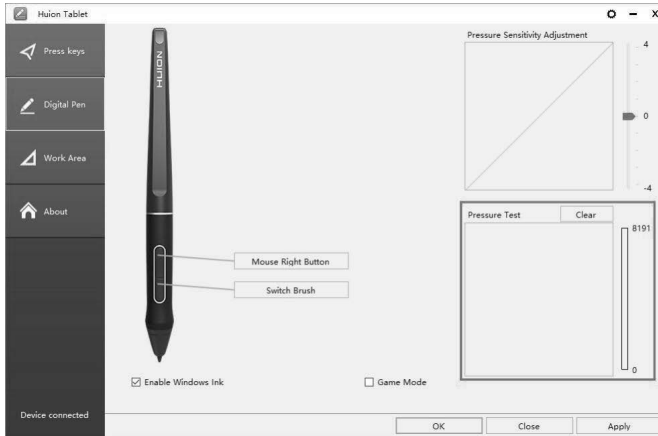 Huion Tablet
X
Press keys
Digital Pen
Work Area
About
Device connected
HUION
Mouse Right Button
Switch Brush
Enable Windows Ink
Game Mode
Pressure Sensitivity Adjustment
4
0
-4
Pressure Test
Clear
8191
0
OK
Close
Apply